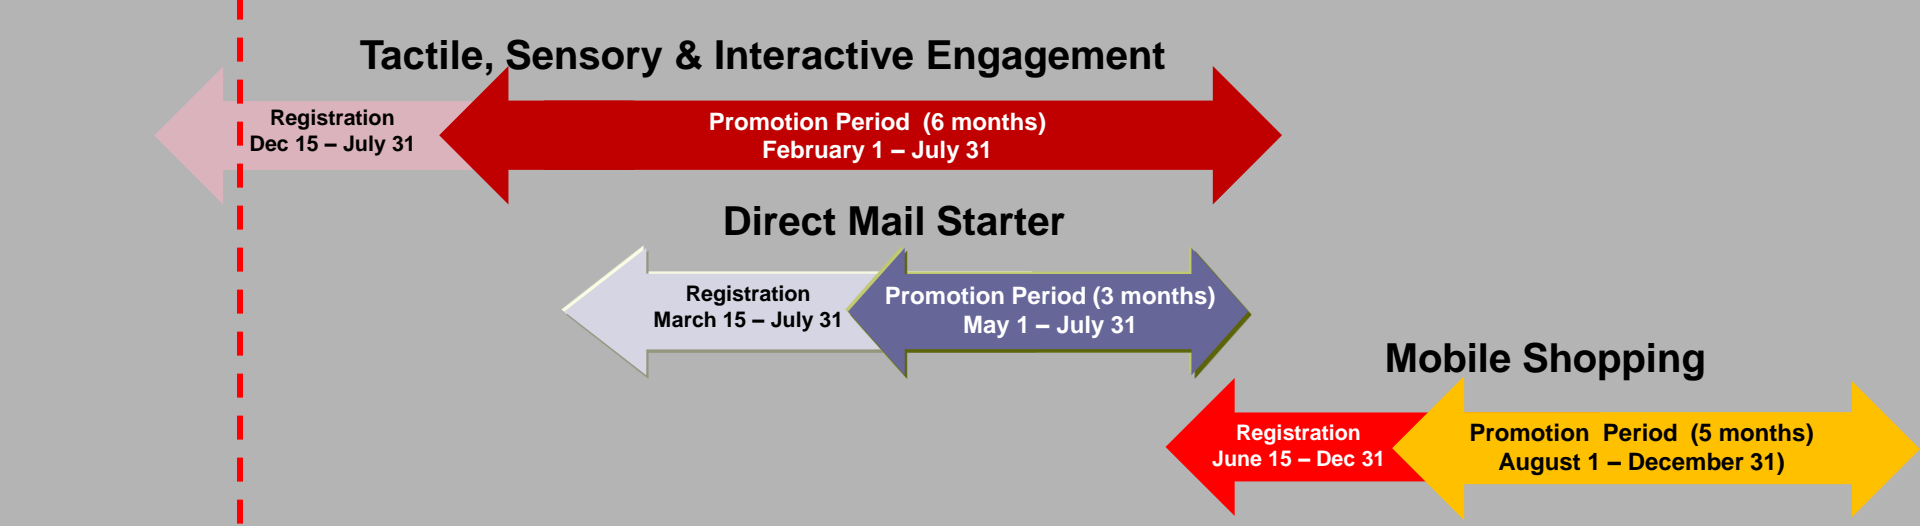 Tactile, Sensory & Interactive Engagement
Registration
Dec 15 – July 31
Promotion Period (6 months)
February 1 – July 31
Direct Mail Starter
Registration
March 15 – July 31
Promotion Period (3 months)
May 1 – July 31
Mobile Shopping
Registration
June 15 – Dec 31
Promotion Period (5 months)
August 1 – December 31)